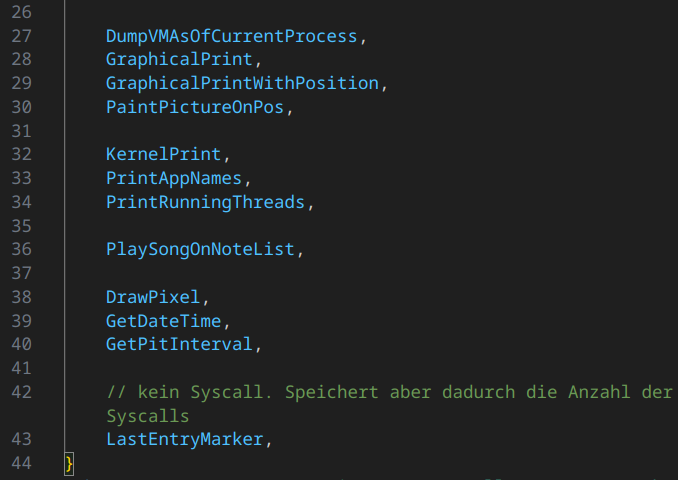 26
27 DumpVMAsOfCurrentProcess,
28 GraphicalPrint,
29 GraphicalPrintWithPosition,
30 PaintPictureOnPos,
31
32 KernelPrint,
33 PrintAppNames,
34 PrintRunningThreads,
35
36 PlaySongOnNoteList,
37
38 DrawPixel,
39 GetDateTime,
40 GetPitInterval,
41
42 // kein Syscall. Speichert aber dadurch die Anzahl der
Syscalls
43 LastEntryMarker,
44 }